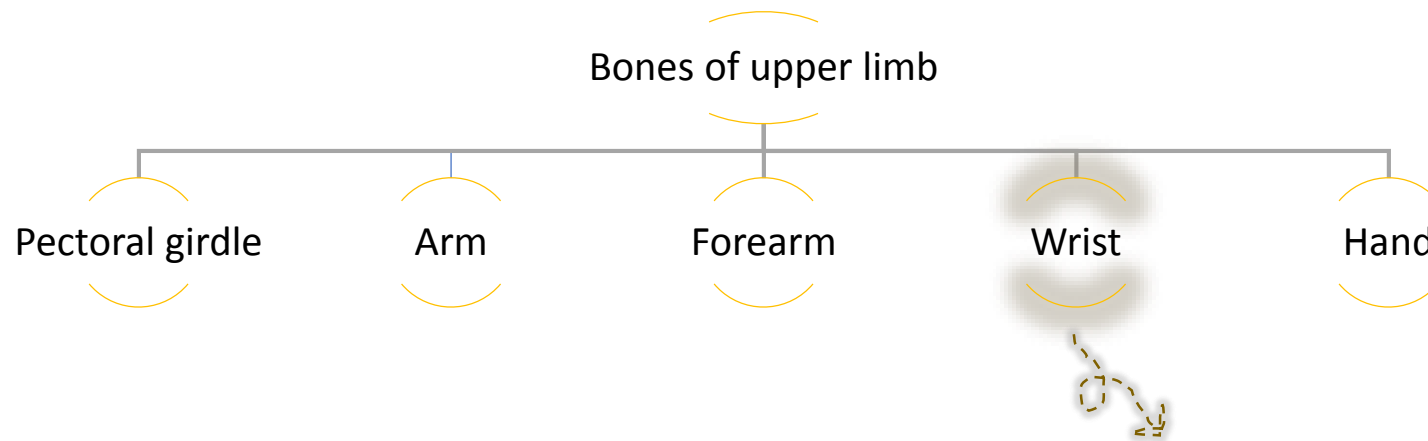 Bones of upper limb
Pectoral girdle
Arm
Forearm
Wrist
Hand